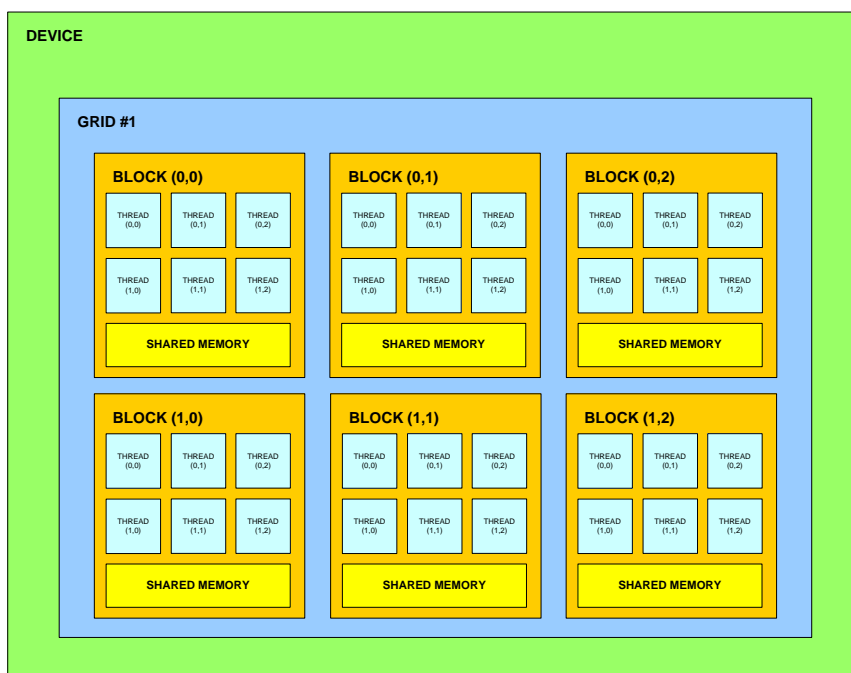 DEVICE
GRID #1
BLOCK (0,0)
THREAD
(0,0)
THREAD
(0,1)
THREAD
(0,2)
THREAD
(1,0)
THREAD
(1,1)
THREAD
(1,2)
SHARED MEMORY
BLOCK (0,1)
THREAD
(0,0)
THREAD
(0,1)
THREAD
(0,2)
THREAD
(1,0)
THREAD
(1,1)
THREAD
(1,2)
SHARED MEMORY
BLOCK (0,2)
THREAD
(0,0)
THREAD
(0,1)
THREAD
(0,2)
THREAD
(1,0)
THREAD
(1,1)
THREAD
(1,2)
SHARED MEMORY
BLOCK (1,0)
THREAD
(0,0)
THREAD
(0,1)
THREAD
(0,2)
THREAD
(1,0)
THREAD
(1,1)
THREAD
(1,2)
SHARED MEMORY
BLOCK (1,1)
THREAD
(0,0)
THREAD
(0,1)
THREAD
(0,2)
THREAD
(1,0)
THREAD
(1,1)
THREAD
(1,2)
SHARED MEMORY
BLOCK (1,2)
THREAD
(0,0)
THREAD
(0,1)
THREAD
(0,2)
THREAD
(1,0)
THREAD
(1,1)
THREAD
(1,2)
SHARED MEMORY